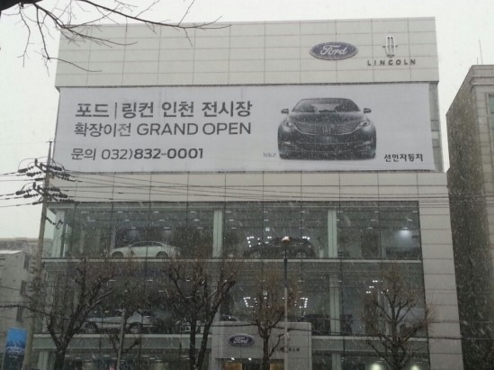 Ford
LINCOLN
포드 | 링컨 인천 전시장
확장이전 GRAND OPEN
문의 032)832-0001
선인자동차
Ford